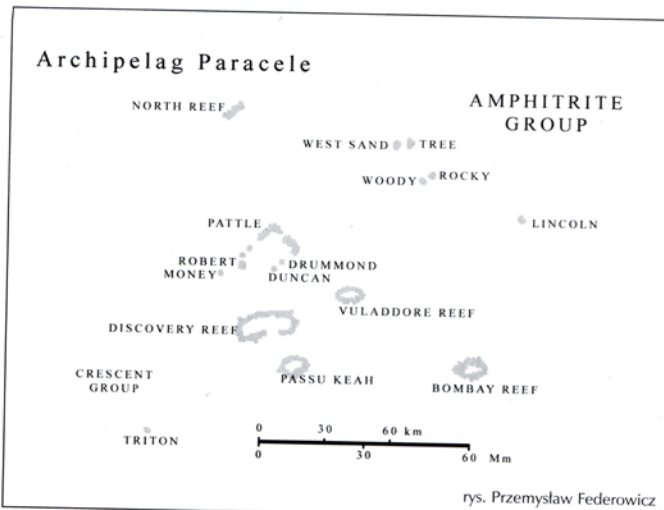 Archipelag Paracele
AMPHITRITE
GROUP
NORTH REEF
WEST SAND
TREE
WOODY
ROCKY
LINCOLN
PATTLE
ROBERT
MONEY
DRUMMOND
DUNCAN
VULADDORE REEF
DISCOVERY REEF
CRESCENT
GROUP
PASSU KEAH
BOMBAY REEF
TRITON
0 30 60 km
0 30 60 Mm
rys. Przemysław Federowicz